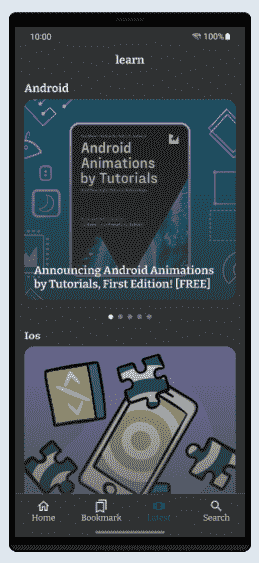 10:00
100%
learn
Android
Android
Animations
by Tutorials
Announcing Android Animations
by Tutorials, First Edition! [FREE]
Ios
</>
Home
Bookmark
Search